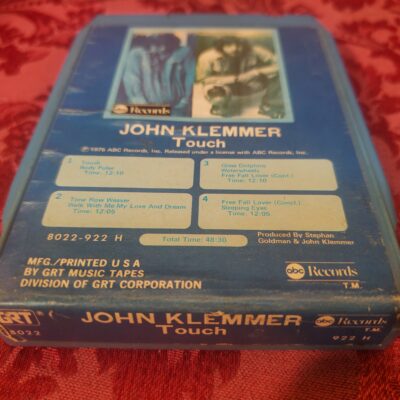 abc Records
JOHN KLEMMER
Touch
℗ 1976 ABC Records, Inc. Released under a license with ABC Records, Inc.
1
Touch
Body Pulse
Time: 12:10
3
Glass Dolphins
Waterwheels
Free Fall Lover (Cont.)
Time: 12:10
2
Tone Row Weaver
Walk With Me My Love And Dream
Time: 12:05
4
Free Fall Lover (Concl.)
Sleeping Eyes
Time: 12:05
8022-922 H
Total Time: 48:30
Produced By Stephan
Goldman & John Klemmer
MFG./PRINTED U S A
BY GRT MUSIC TAPES
DIVISION OF GRT CORPORATION
abc Records
T.M.
GRT
8022
JOHN KLEMMER
Touch
abc Records
T.M.
922 H